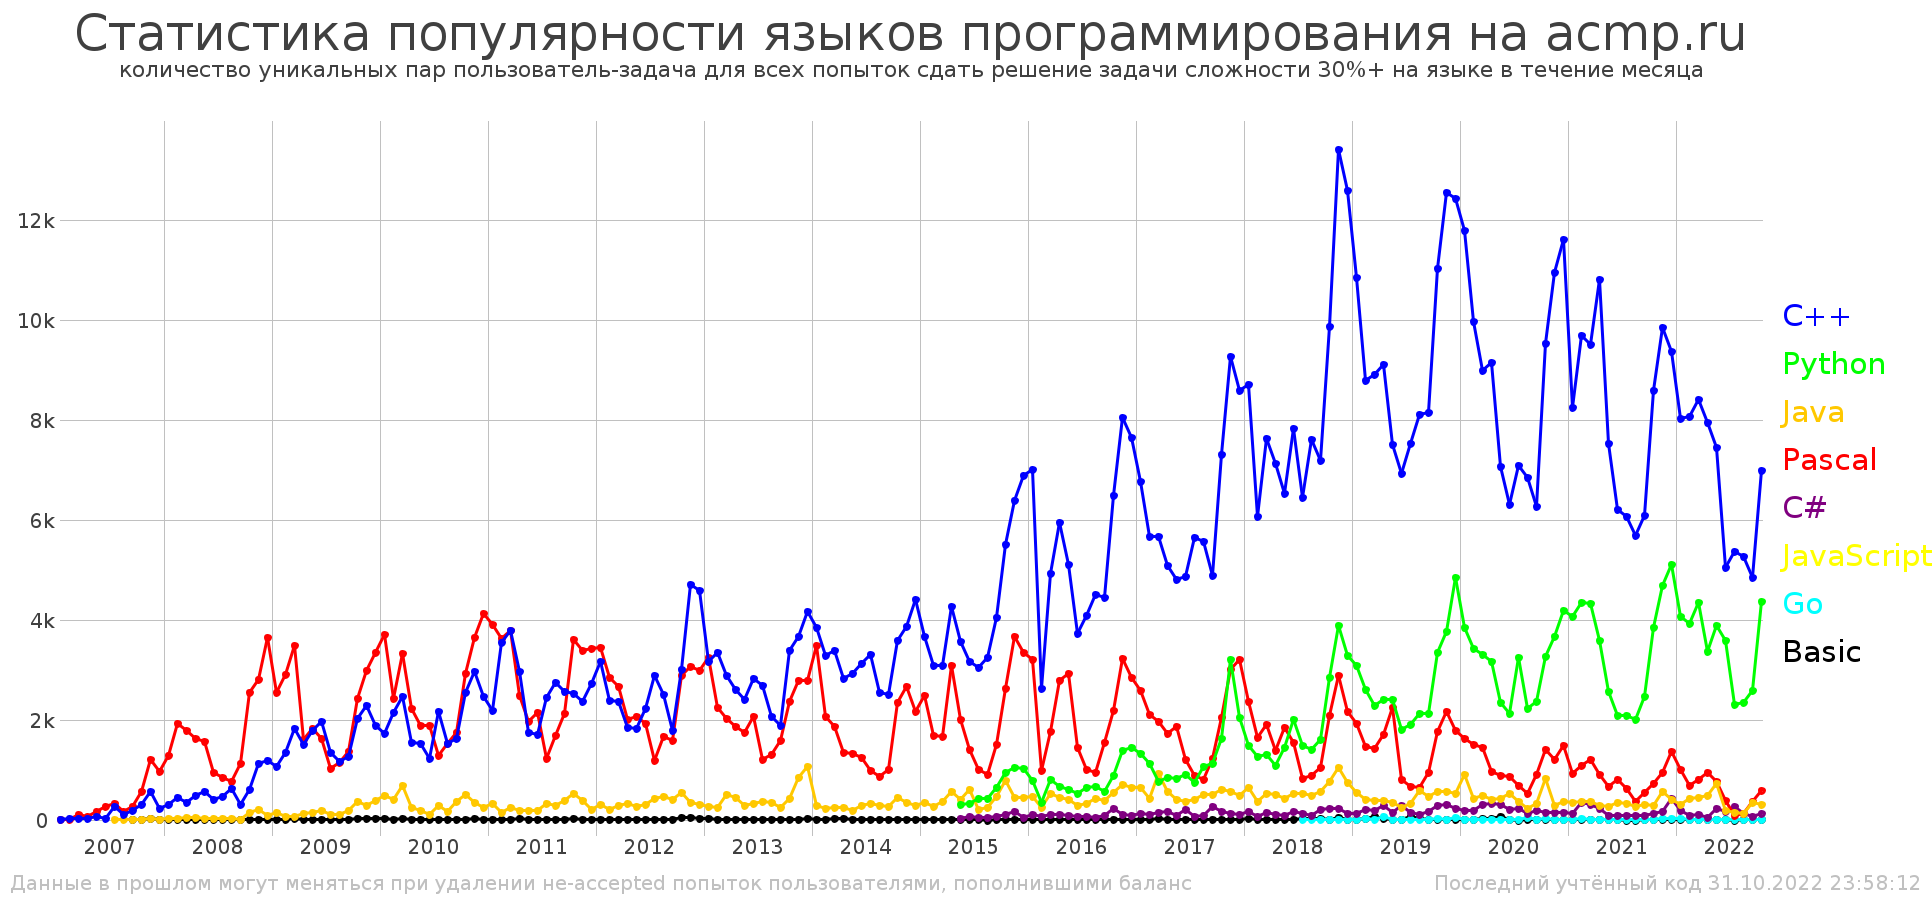 Статистика популярности языков программирования на acmp.ru
количество уникальных пар пользователь-задача для всех попыток сдать решение задачи сложности 30%+ на языке в течение месяца
12k
10k
8k
6k
4k
2k
0
C++
Python
Java
Pascal
C#
JavaScript
Go
Basic
2007 2008 2009 2010 2011 2012 2013 2014 2015 2016 2017 2018 2019 2020 2021 2022
Данные в прошлом могут меняться при удалении не-accepted попыток пользователями, пополнившими баланс
Последний учтённый код 31.10.2022 23:58:12